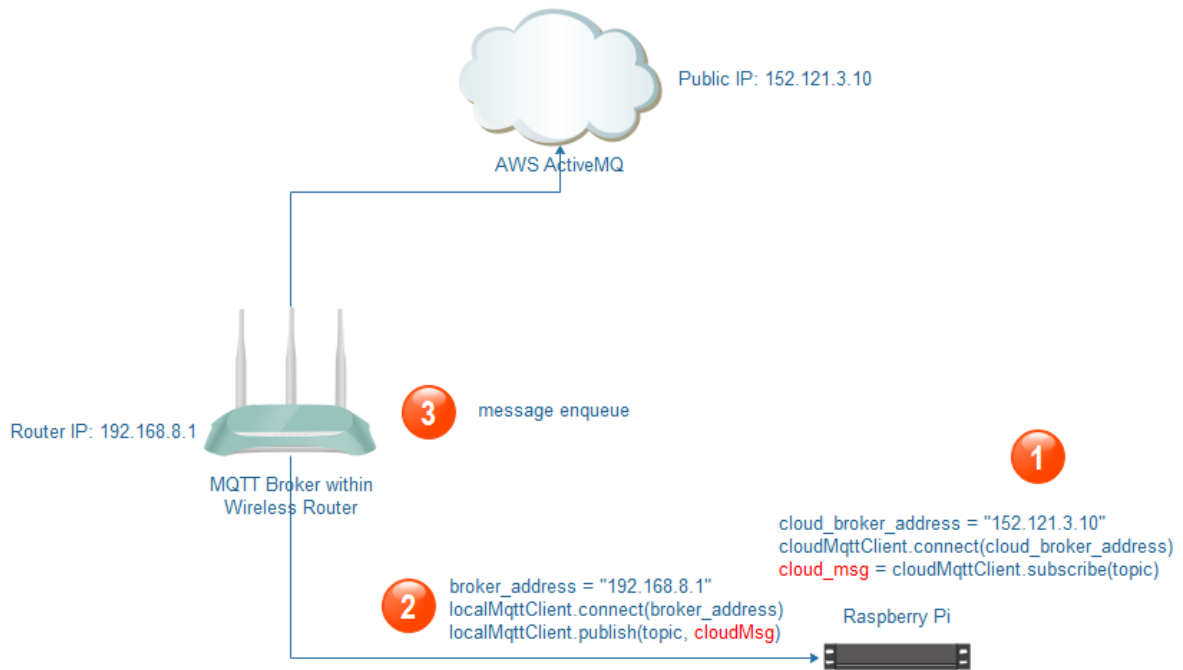 Public IP: 152.121.3.10
AWS ActiveMQ
3
message enqueue
Router IP: 192.168.8.1
1
MQTT Broker within
Wireless Router
cloud_broker_address = "152.121.3.10"
cloudMqttClient.connect(cloud_broker_address)
cloud_msg = cloudMqttClient.subscribe(topic)
2
broker_address = "192.168.8.1"
localMqttClient.connect(broker_address)
localMqttClient.publish(topic, cloudMsg)
Raspberry Pi